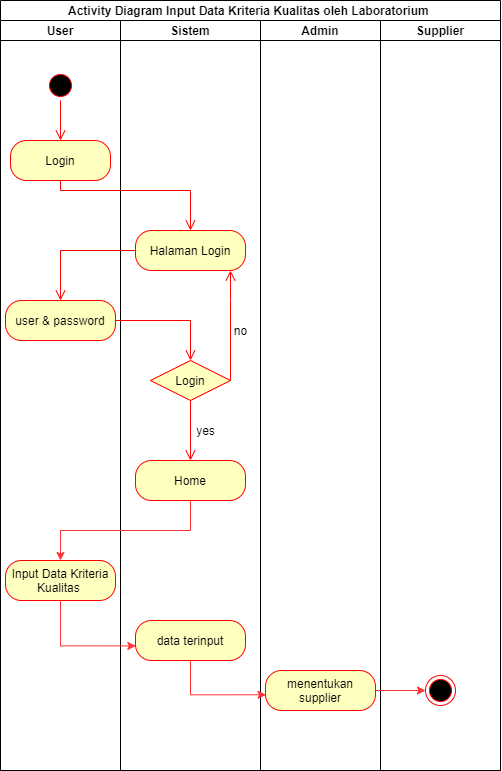 Activity Diagram Input Data Kriteria Kualitas oleh Laboratorium
User
Sistem
Admin
Supplier
Login
Halaman Login
user & password
no
Login
yes
Home
Input Data Kriteria
Kualitas
data terinput
menentukan
supplier